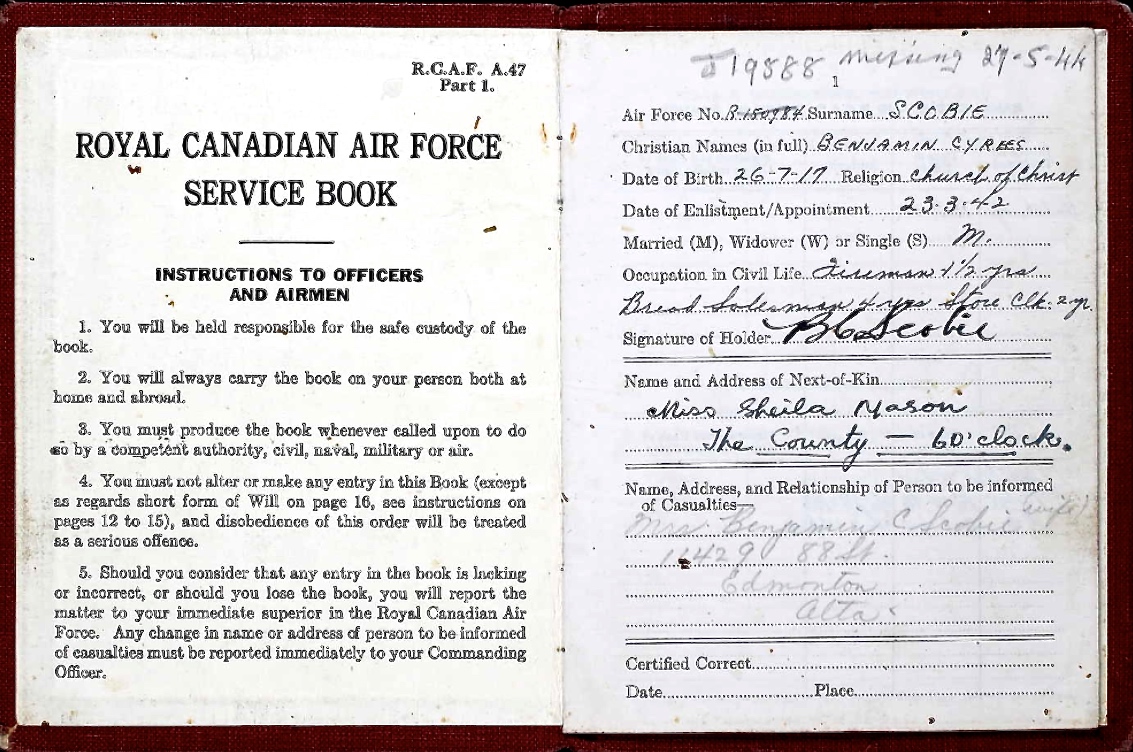 R.C.A.F. A.47
Part 1.
ROYAL CANADIAN AIR FORCE
SERVICE BOOK
INSTRUCTIONS TO OFFICERS
AND AIRMEN
1. You will be held responsible for the safe custody of the
book.
2. You will always carry the book on your person both at
home and abroad.
3. You must produce the book whenever called upon to do
so by a competent authority, civil, naval, military or air.
4. You must not alter or make any entry in this Book (except
as regards short form of Will on page 16, see instructions on
pages 12 to 15), and disobedience of this order will be treated
as a serious offence.
5. Should you consider that any entry in the book is lacking
or incorrect, or should you lose the book, you will report the
matter to your immediate superior in the Royal Canadian Air
Force. Any change in name or address of person to be informed
of casualties must be reported immediately to your Commanding
Officer.
J19888 missing 27-5-44
1
Air Force No. R.150784 Surname SCOBIE
Christian Names (in full) BENJAMIN CYREES
Date of Birth 26-7-17 Religion Church of Christ
Date of Enlistment/Appointment 23.3.42
Married (M), Widower (W) or Single (S) M.
Occupation in Civil Life Fireman 1 1/2 yrs
Bread Salesman 4 yrs Store Clk. 2 yr.
Signature of Holder BC Scobie
Name and Address of Next-of-Kin
Miss Sheila Mason
The County — 6 O'clock.
Name, Address, and Relationship of Person to be informed
of Casualties—
Mrs. Benjamin C Scobie (wife)
11429 88 St.
Edmonton
Alta.
Certified Correct
Date Place